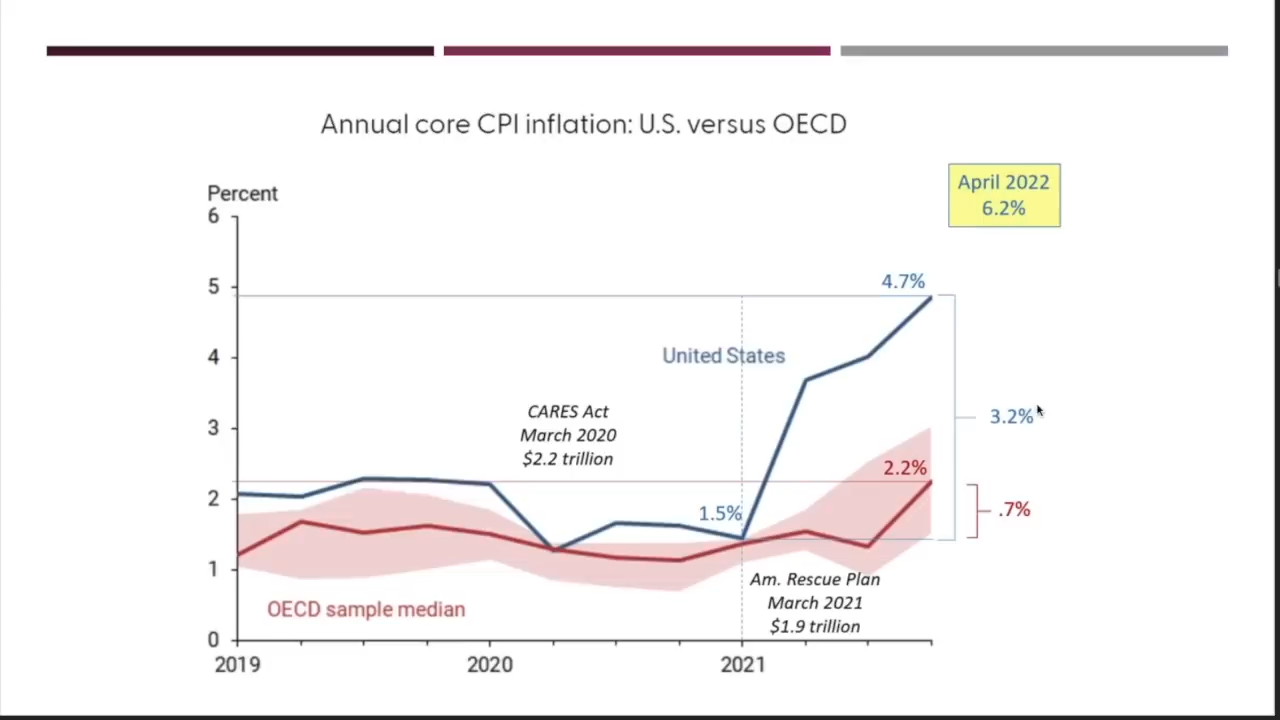 Annual core CPI inflation: U.S. versus OECD
April 2022
6.2%
Percent
6
5
4
3
2
1
0
4.7%
United States
CARES Act
March 2020
$2.2 trillion
3.2%
2.2%
1.5%
.7%
Am. Rescue Plan
March 2021
$1.9 trillion
OECD sample median
2019
2020
2021